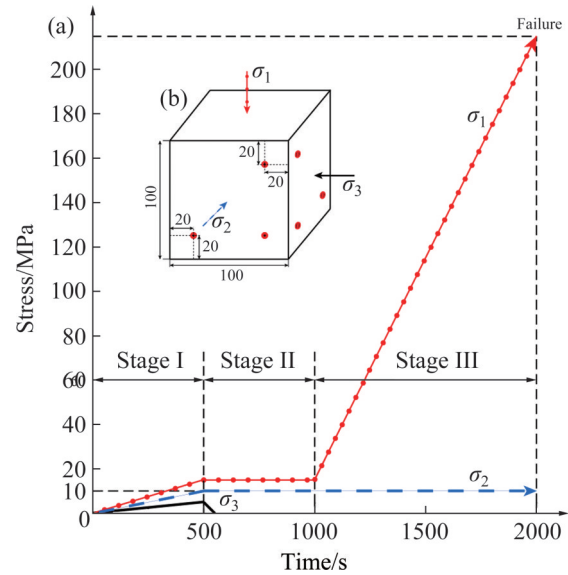 (a)
Failure
200
σ1
(b)
σ1
180
20
160
20
σ3
140
100
σ2
20
120
20
100
100
Stress/MPa
80
Stage I
Stage II
Stage III
60
40
20
10
σ2
σ3
0
500
1000
1500
2000
Time/s